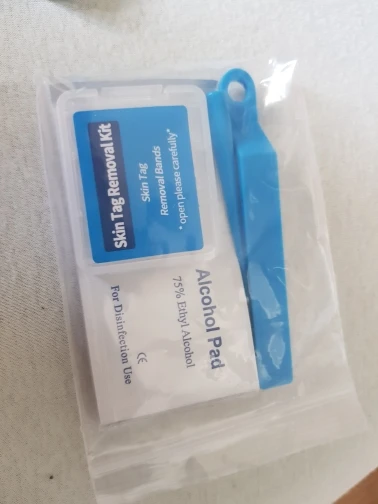 Skin Tag Removal Kit
Skin Tag
Removal Bands
*open please carefully*
Alcohol Pad
75% Ethyl Alcohol
CE
For Disinfection Use